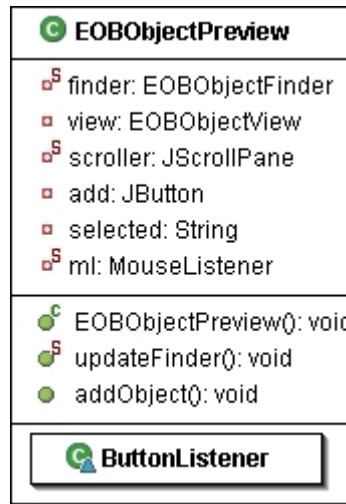 EOBObjectPreview
finder: EOBObjectFinder
view: EOBObjectView
scroller: JScrollPane
add: JButton
selected: String
ml: MouseListener
EOBObjectPreview(): void
updateFinder(): void
addObject(): void
ButtonListener